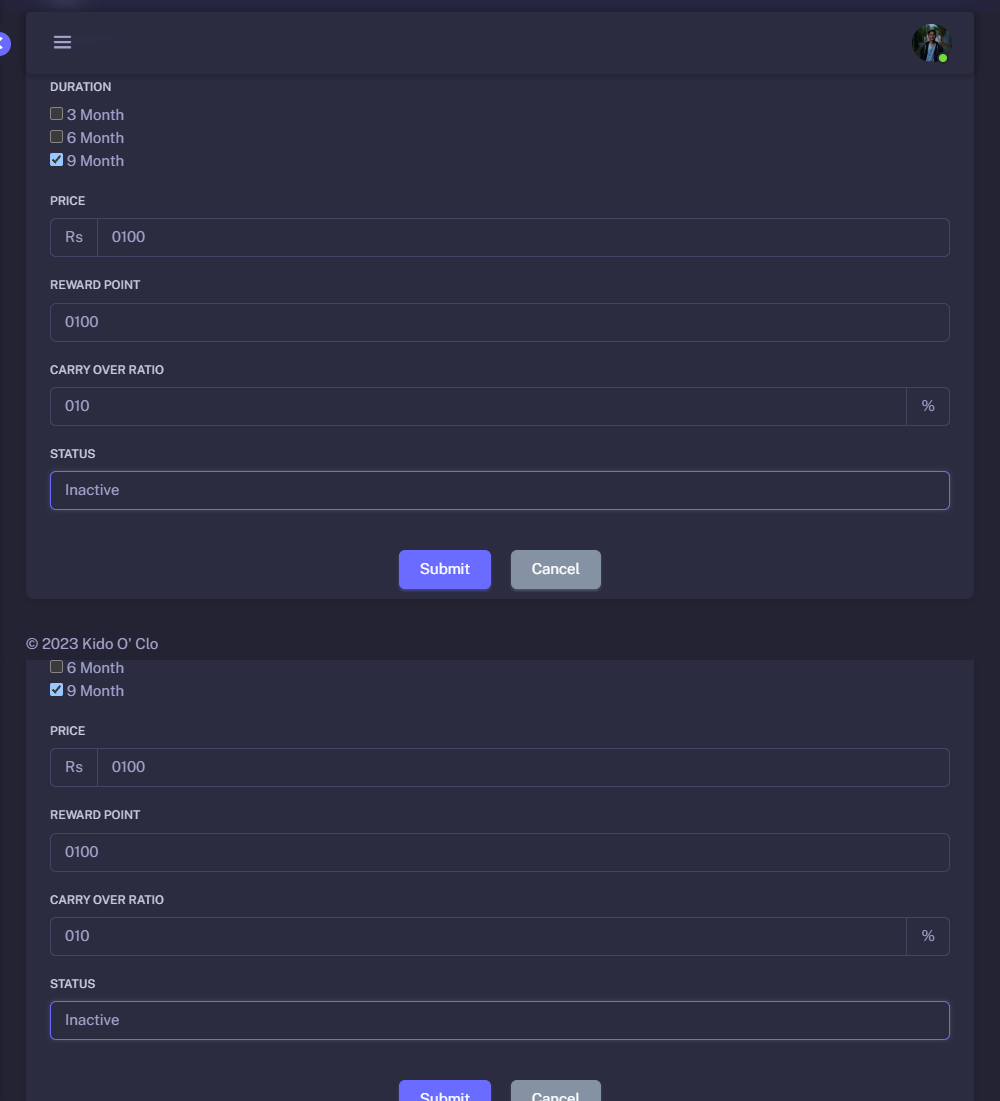 DURATION
3 Month
6 Month
9 Month
PRICE
Rs 0100
REWARD POINT
0100
CARRY OVER RATIO
010 %
STATUS
Inactive
Submit Cancel
© 2023 Kido O' Clo
6 Month
9 Month
PRICE
Rs 0100
REWARD POINT
0100
CARRY OVER RATIO
010 %
STATUS
Inactive
Submit Cancel